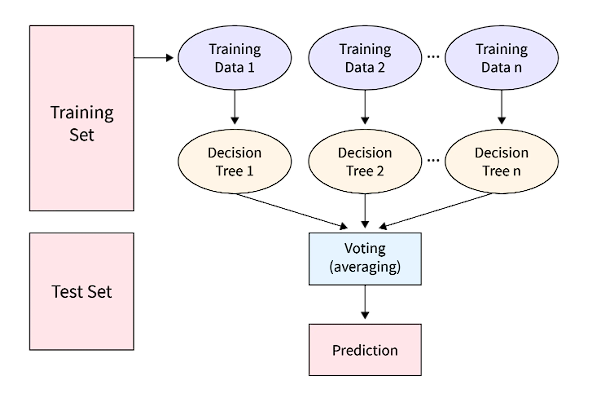 Training
Set
Training
Data 1
Training
Data 2
...
Training
Data n
Decision
Tree 1
Decision
Tree 2
...
Decision
Tree n
Voting
(averaging)
Test Set
Prediction